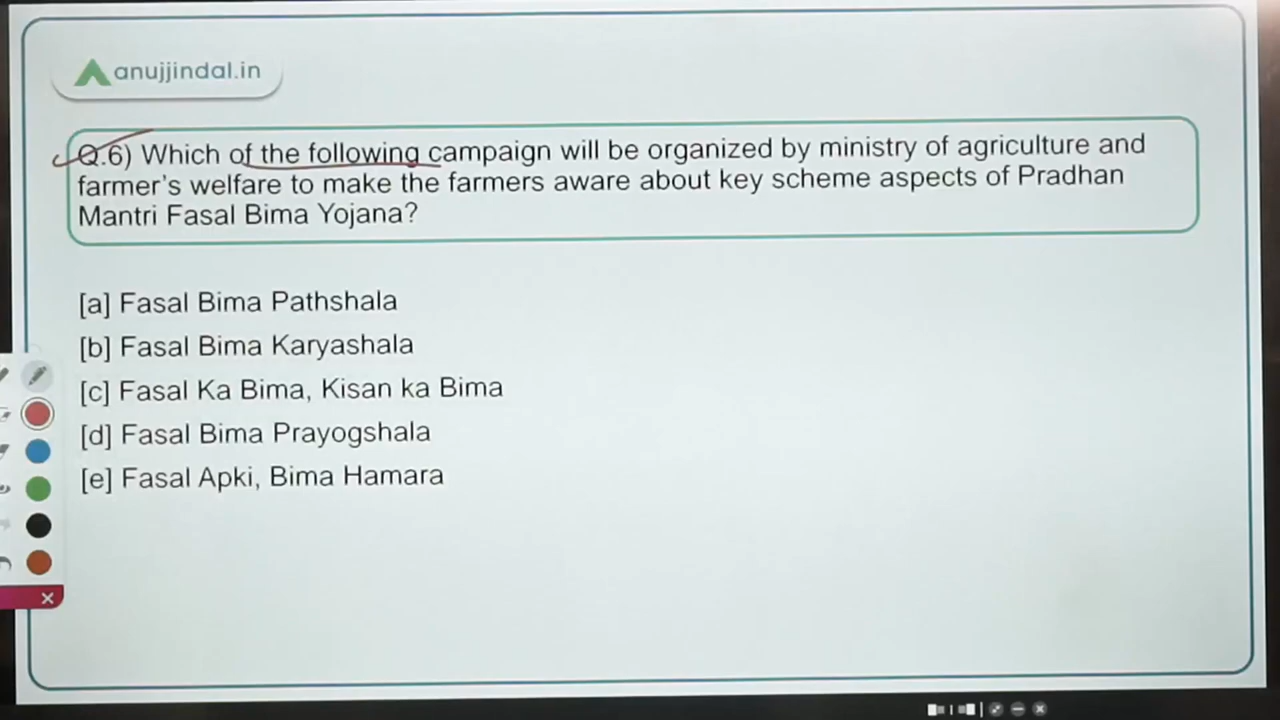 anujjindal.in
Q.6) Which of the following campaign will be organized by ministry of agriculture and
farmer's welfare to make the farmers aware about key scheme aspects of Pradhan
Mantri Fasal Bima Yojana?
[a] Fasal Bima Pathshala
[b] Fasal Bima Karyashala
[c] Fasal Ka Bima, Kisan ka Bima
[d] Fasal Bima Prayogshala
[e] Fasal Apki, Bima Hamara